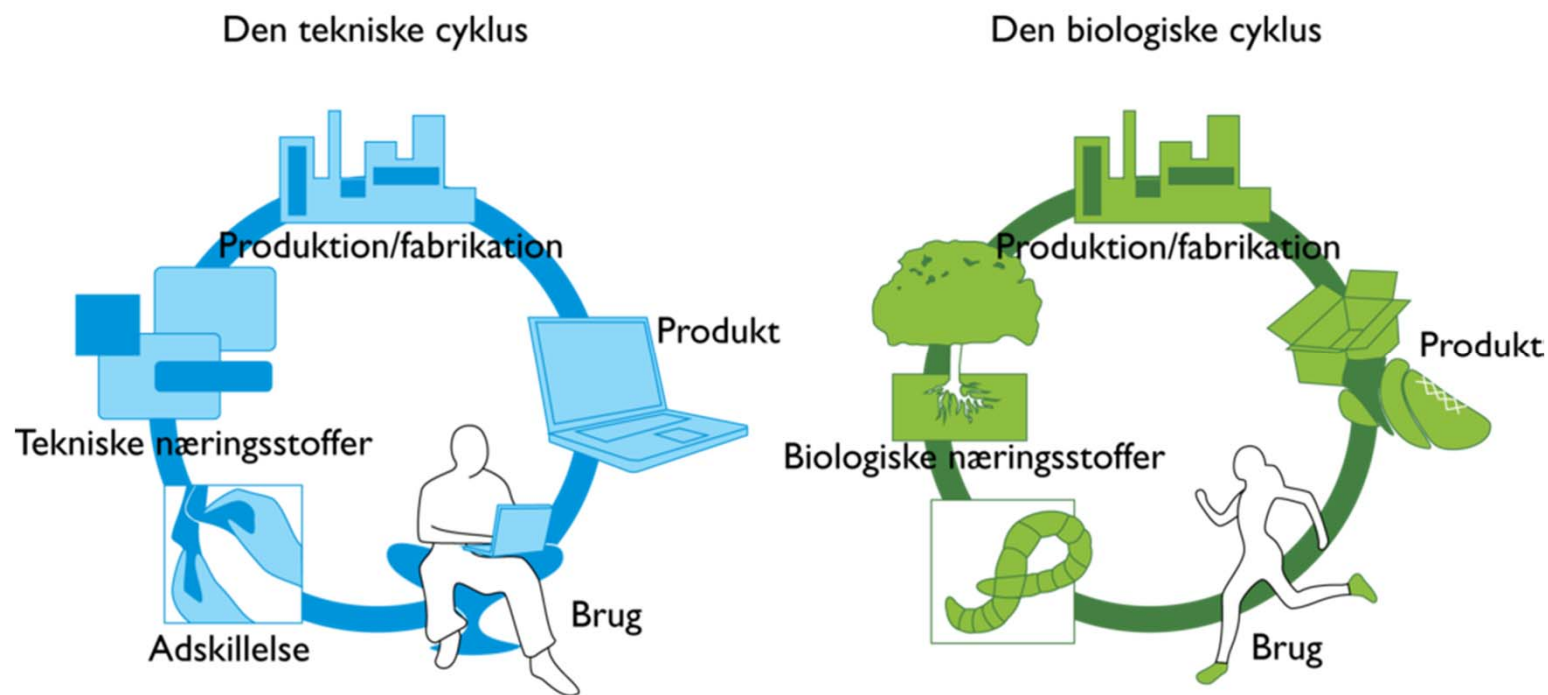 Den tekniske cyklus
Produktion/fabrikation
Produkt
Tekniske næringsstoffer
Brug
Adskillelse
Den biologiske cyklus
Produktion/fabrikation
Produkt
Biologiske næringsstoffer
Brug